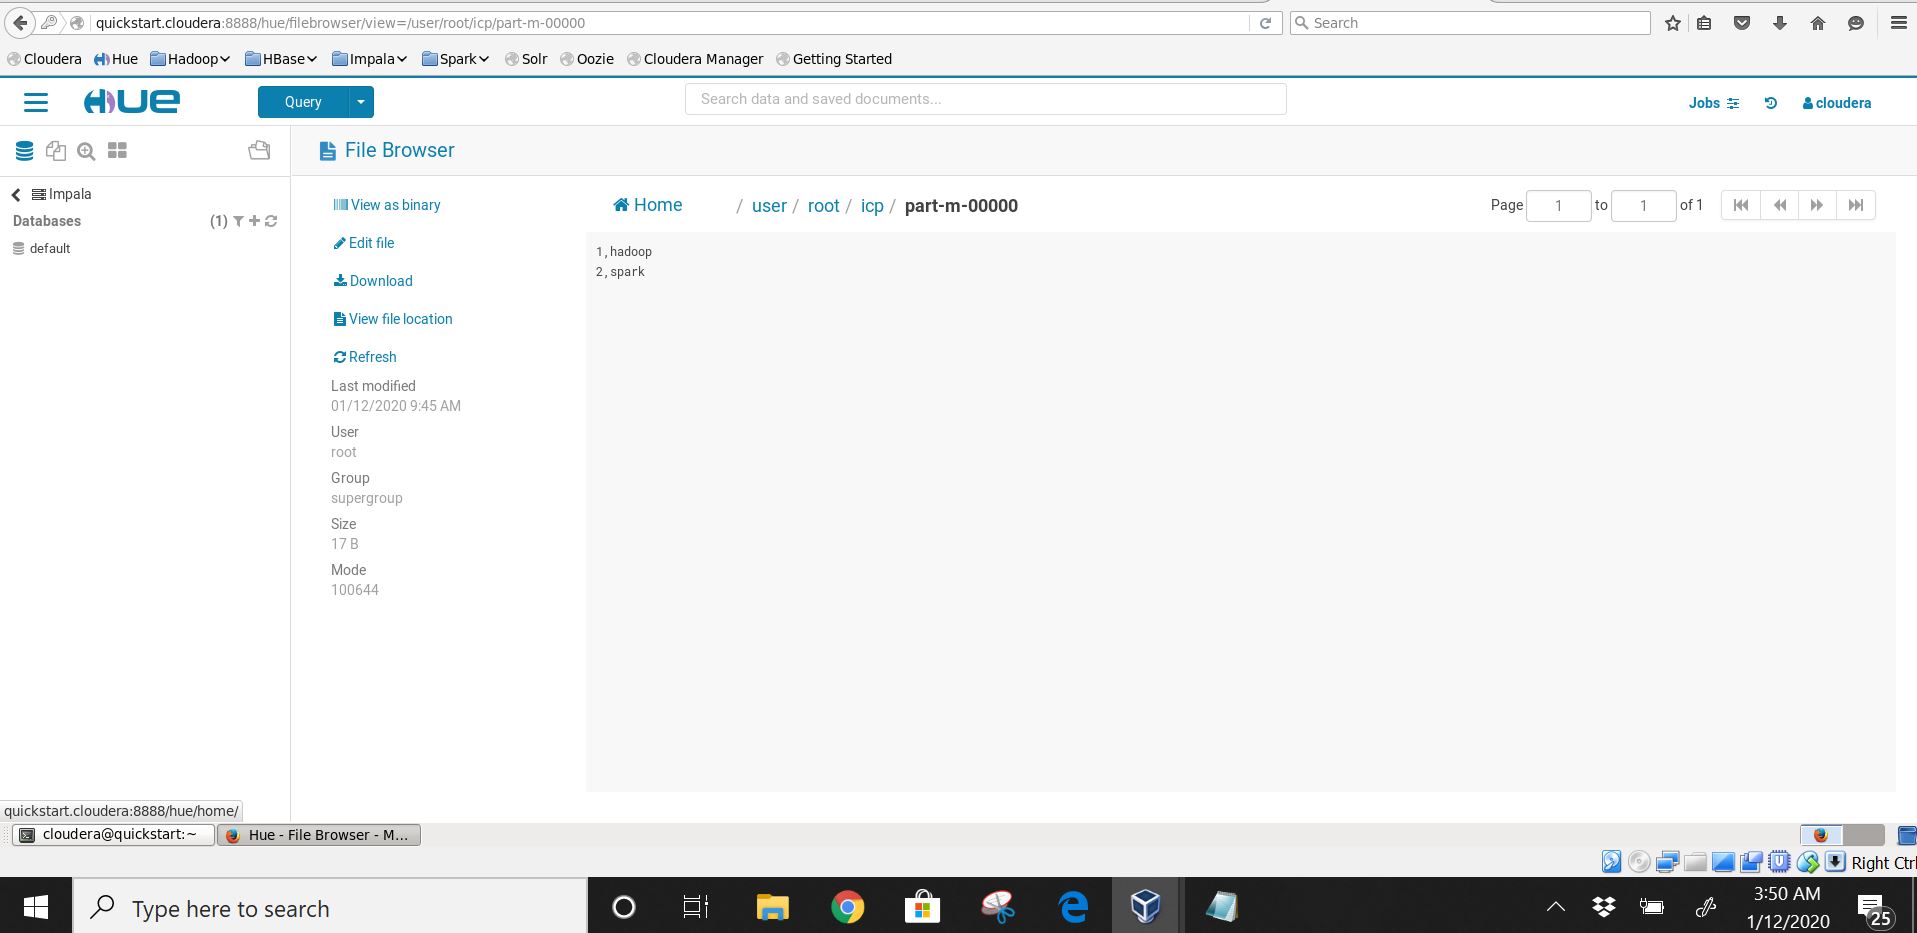 quickstart.cloudera:8888/hue/filebrowser/view=/user/root/icp/part-m-00000
Search
Cloudera Hue Hadoop HBase Impala Spark Solr Oozie Cloudera Manager Getting Started
HUE Query Search data and saved documents... Jobs cloudera
File Browser
Impala
Databases (1)
default
View as binary
Edit file
Download
View file location
Refresh
Last modified
01/12/2020 9:45 AM
User
root
Group
supergroup
Size
17 B
Mode
100644
Home / user / root / icp / part-m-00000
Page 1 to 1 of 1
1,hadoop
2,spark
quickstart.cloudera:8888/hue/home/
cloudera@quickstart:~ Hue - File Browser - M...
Right Ctrl
Type here to search
3:50 AM
1/12/2020
25